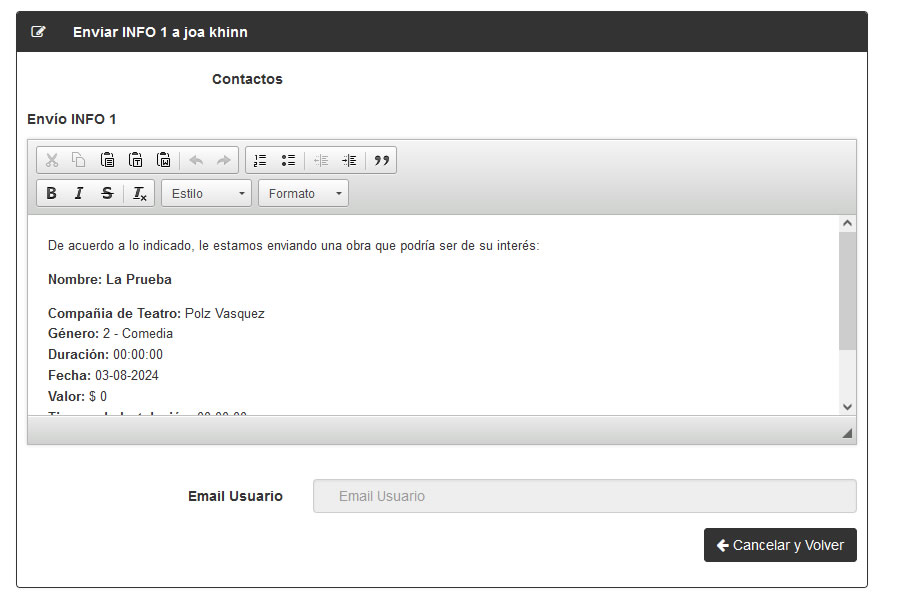 Enviar INFO 1 a joa khinn
Contactos
Envío INFO 1
Estilo
Formato
De acuerdo a lo indicado, le estamos enviando una obra que podría ser de su interés:
Nombre: La Prueba
Compañia de Teatro: Polz Vasquez
Género: 2 - Comedia
Duración: 00:00:00
Fecha: 03-08-2024
Valor: $ 0
Email Usuario
Email Usuario
Cancelar y Volver